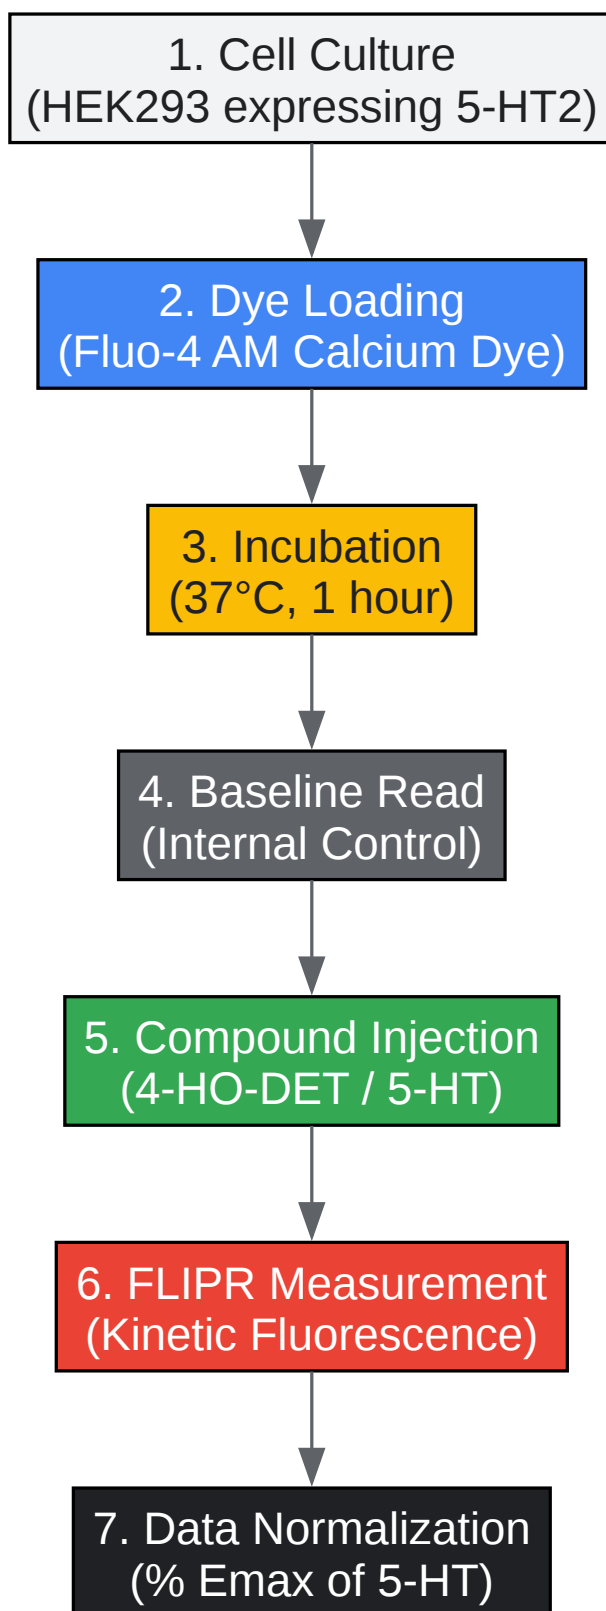 1. Cell Culture
(HEK293 expressing 5-HT2)
2. Dye Loading
(Fluo-4 AM Calcium Dye)
3. Incubation
(37°C, 1 hour)
4. Baseline Read
(Internal Control)
5. Compound Injection
(4-HO-DET / 5-HT)
6. FLIPR Measurement
(Kinetic Fluorescence)
7. Data Normalization
(% Emax of 5-HT)